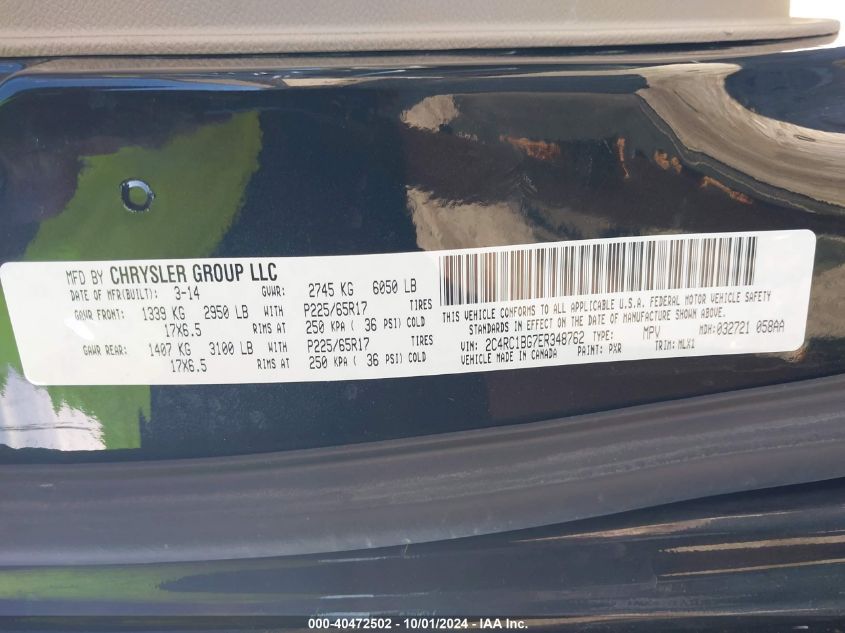 MFD BY CHRYSLER GROUP LLC
DATE OF MFR(BUILT): 3-14 GVWR: 2745 KG 6050 LB
GAWR FRONT: 1339 KG 2950 LB WITH P225/65R17 TIRES
17X6.5 RIMS AT 250 KPA ( 36 PSI) COLD
GAWR REAR: 1407 KG 3100 LB WITH P225/65R17 TIRES
17X6.5 RIMS AT 250 KPA ( 36 PSI) COLD
THIS VEHICLE CONFORMS TO ALL APPLICABLE U.S.A. FEDERAL MOTOR VEHICLE SAFETY
STANDARDS IN EFFECT ON THE DATE OF MANUFACTURE SHOWN ABOVE.
VIN: 2C4RC1BG7ER348762 TYPE: MPV MDH: 032721 058AA
VEHICLE MADE IN CANADA PAINT: PXR TRIM: MLX1
000-40472502 - 10/01/2024 - IAA Inc.